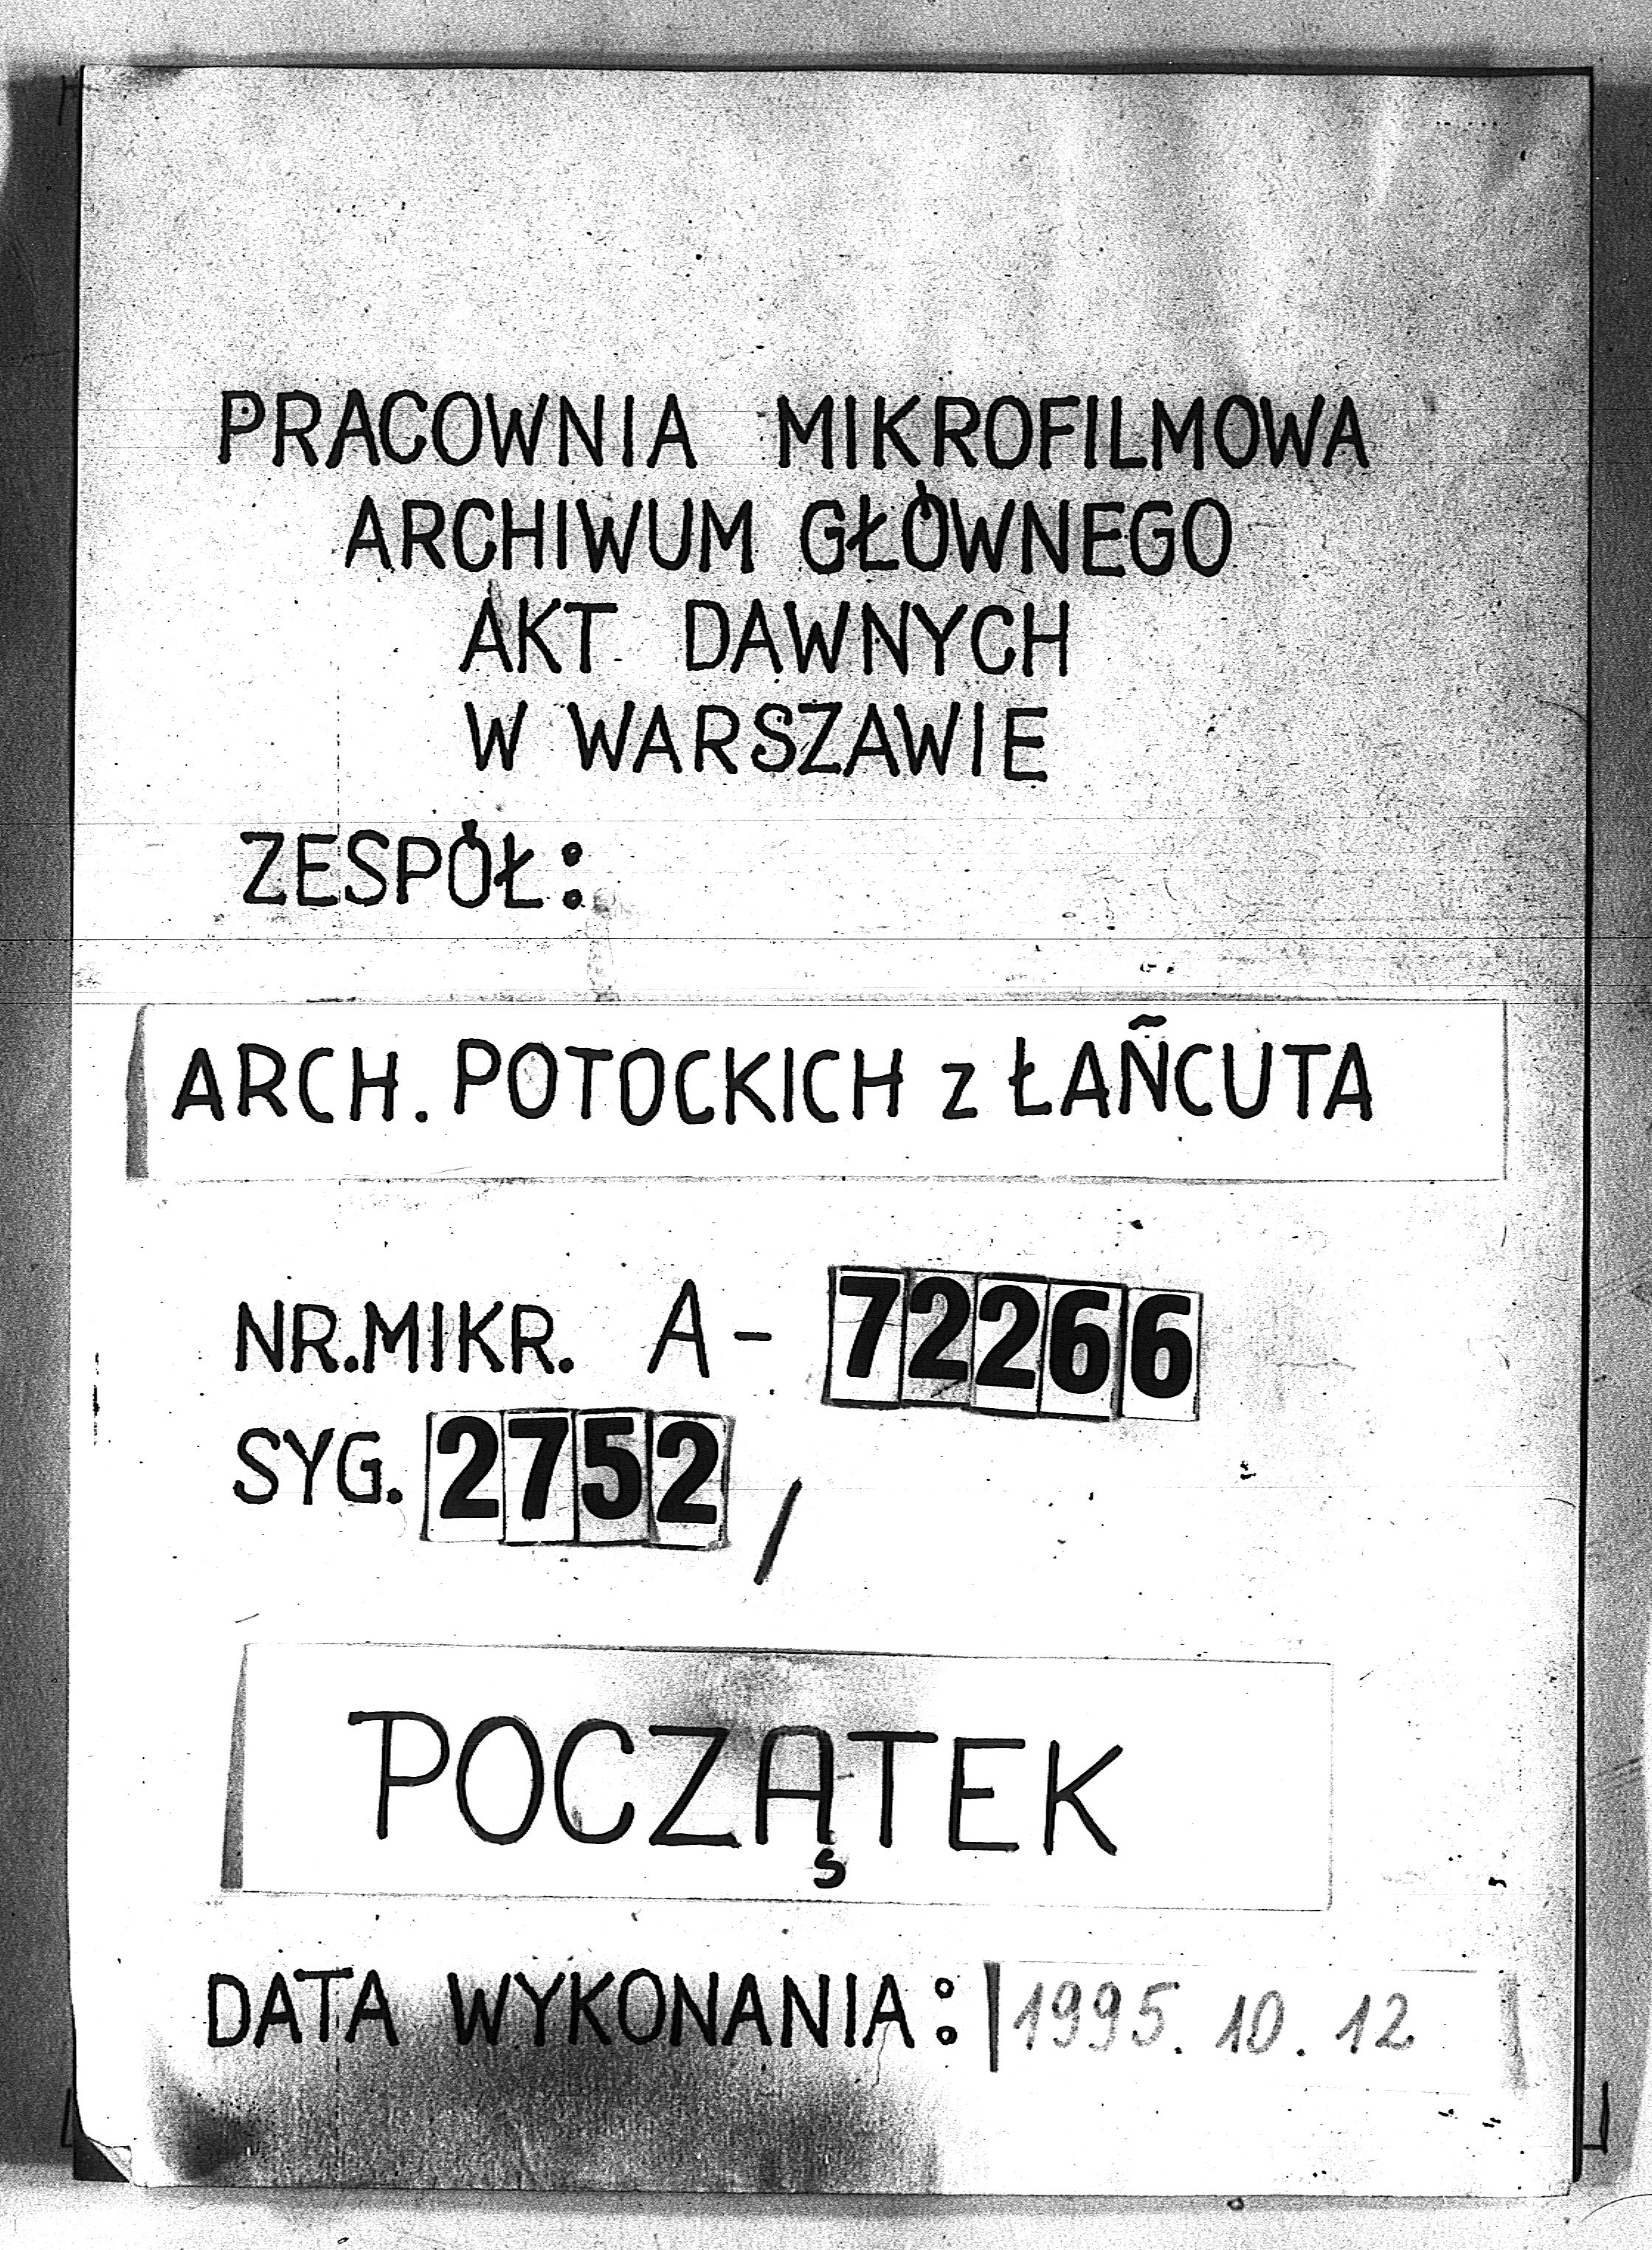 PRACOWNIA MIKROFILMOWA
ARCHIWUM GŁÓWNEGO
AKT DAWNYCH
W WARSZAWIE
ZESPÓŁ:
ARCH. POTOCKICH z ŁAŃCUTA
NR.MIKR. A- 72266
SYG. 2752 /
POCZĄTEK
DATA WYKONANIA: 1995. 10. 12